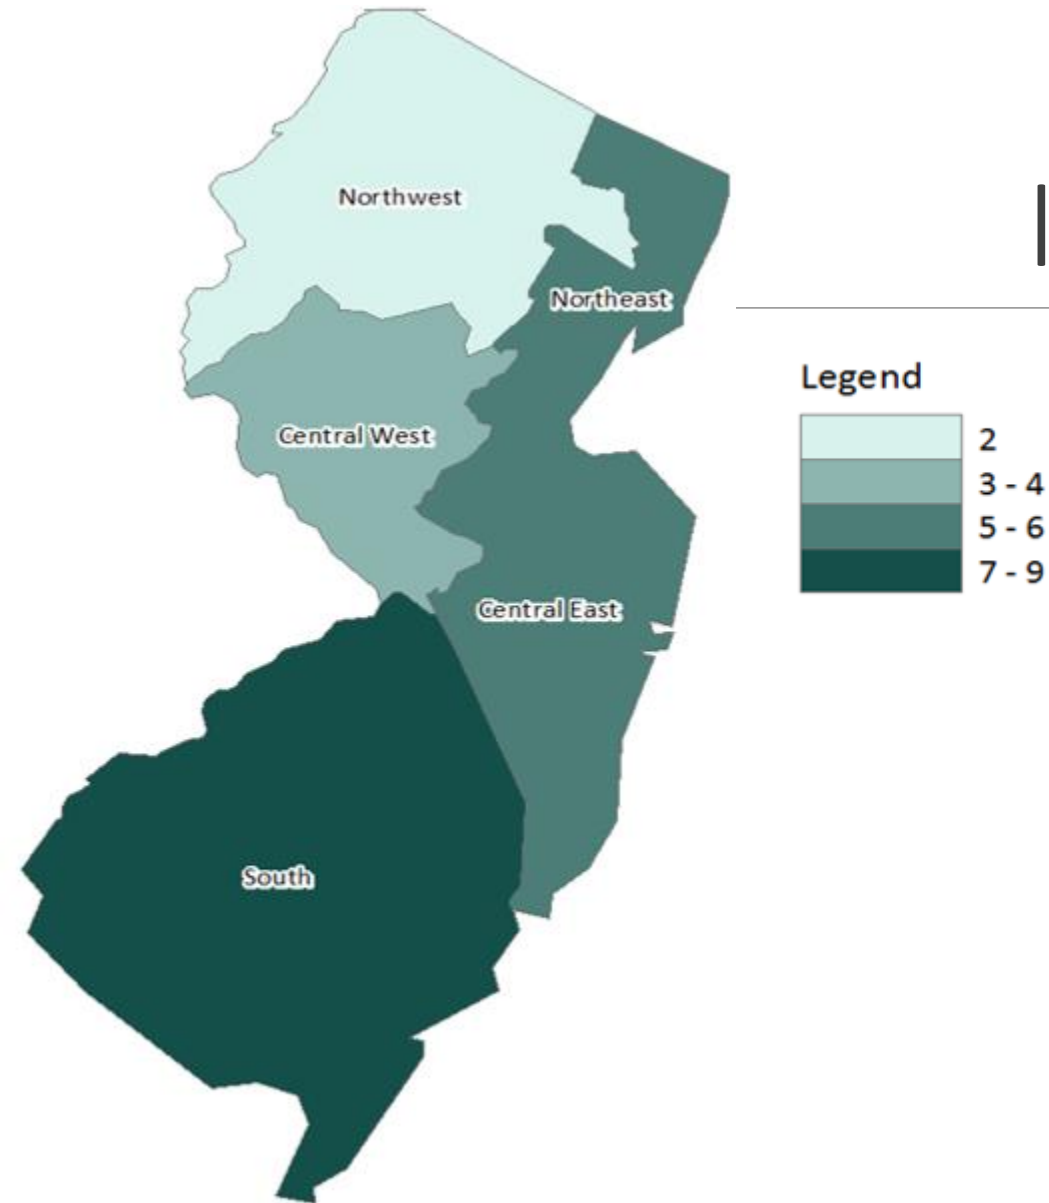 Northwest
Northeast
Legend
2
Central West
3 - 4
5 - 6
7 - 9
Central East
South